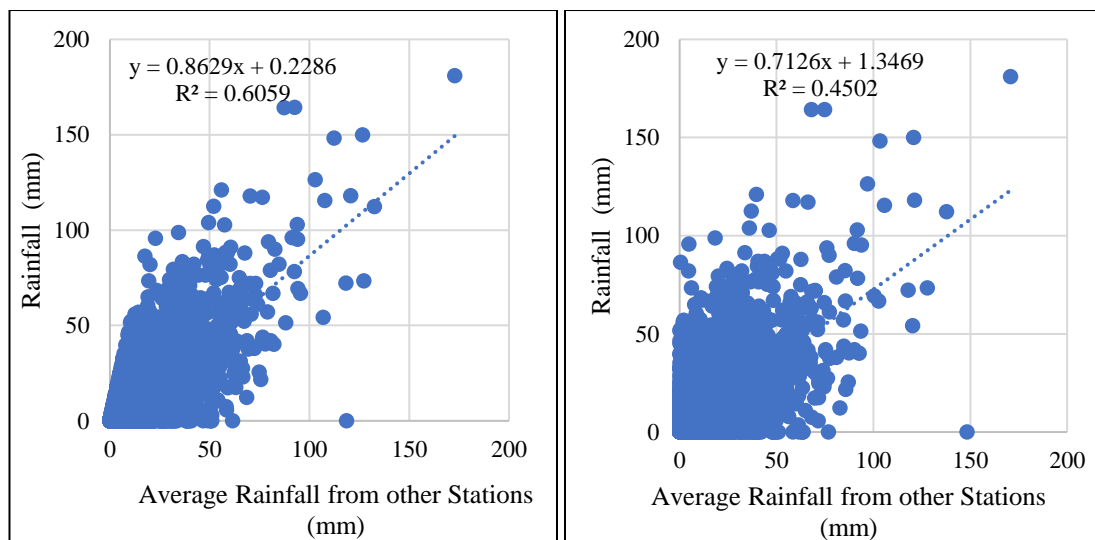 200
150
100
50
0
Rainfall (mm)
y = 0.8629x + 0.2286
R² = 0.6059
0 50 100 150 200
Average Rainfall from other Stations
(mm)
200
150
100
50
0
Rainfall (mm)
y = 0.7126x + 1.3469
R² = 0.4502
0 50 100 150 200
Average Rainfall from other Stations
(mm)